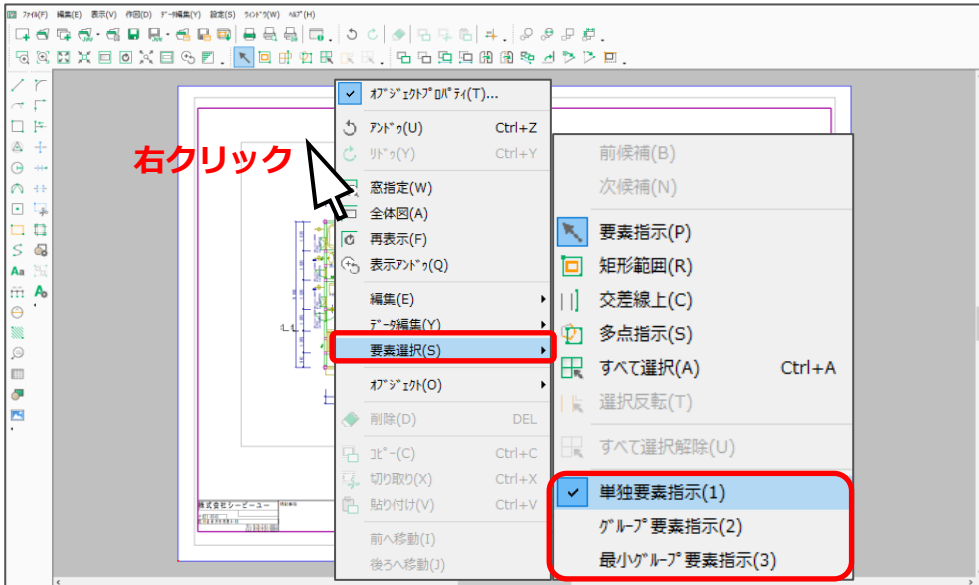 ﾌｧｲﾙ(F) 編集(E) 表示(V) 作図(D) ﾃﾞｰﾀ編集(Y) 設定(S) ｳｨﾝﾄﾞｳ(W) ﾍﾙﾌﾟ(H)
右クリック
ｵﾌﾞｼﾞｪｸﾄﾌﾟﾛﾊﾟﾃｨ(T)...
ｱﾝﾄﾞｩ(U) Ctrl+Z
ﾘﾄﾞｩ(Y) Ctrl+Y
窓指定(W)
全体図(A)
再表示(F)
表示ｱﾝﾄﾞｩ(Q)
編集(E)
ﾃﾞｰﾀ編集(Y)
要素選択(S)
ｵﾌﾞｼﾞｪｸﾄ(O)
削除(D) DEL
ｺﾋﾟｰ(C) Ctrl+C
切り取り(X) Ctrl+X
貼り付け(V) Ctrl+V
前へ移動(I)
後ろへ移動(J)
前候補(B)
次候補(N)
要素指示(P)
矩形範囲(R)
交差線上(C)
多点指示(S)
すべて選択(A) Ctrl+A
選択反転(T)
すべて選択解除(U)
単独要素指示(1)
ｸﾞﾙｰﾌﾟ要素指示(2)
最小ｸﾞﾙｰﾌﾟ要素指示(3)
Aa
株式会社シーピーユー